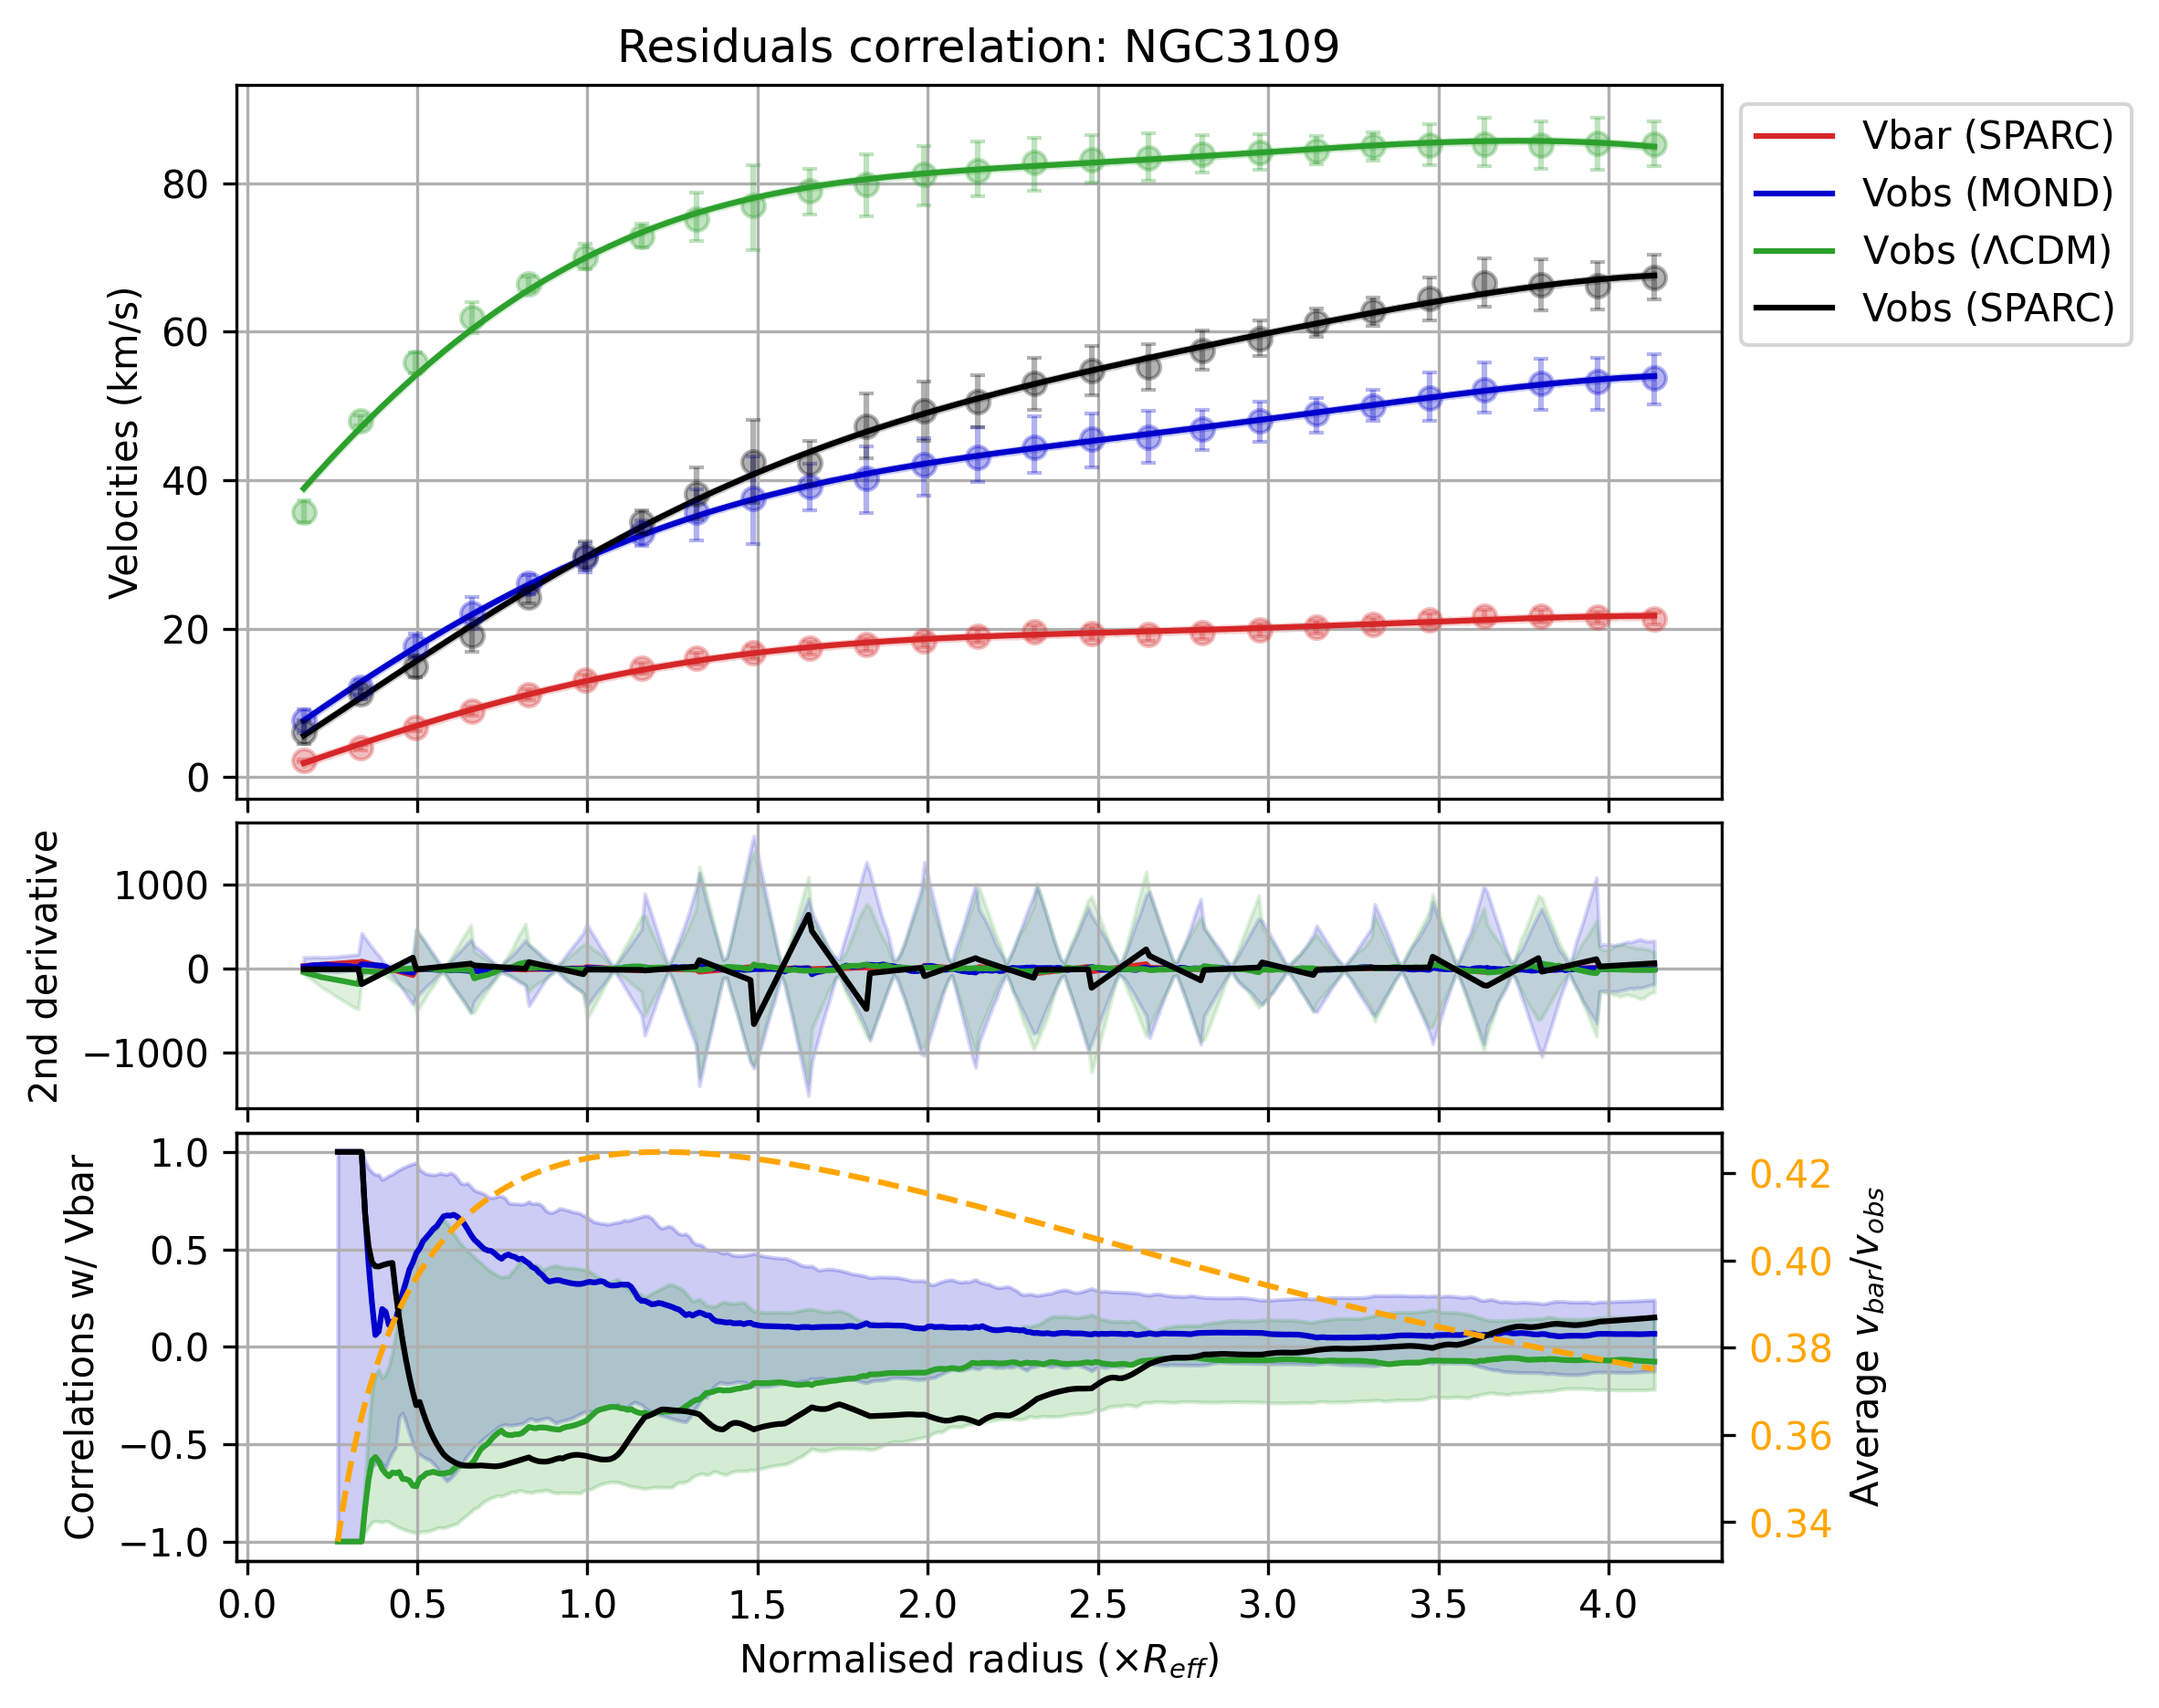 Residuals correlation: NGC3109
Velocities (km/s)
80
60
40
20
0
Vbar (SPARC)
Vobs (MOND)
Vobs (ΛCDM)
Vobs (SPARC)
2nd derivative
1000
0
−1000
Correlations w/ Vbar
1.0
0.5
0.0
−0.5
−1.0
0.42
0.40
0.38
0.36
0.34
Average v_bar/v_obs
0.0 0.5 1.0 1.5 2.0 2.5 3.0 3.5 4.0
Normalised radius (×R_eff)